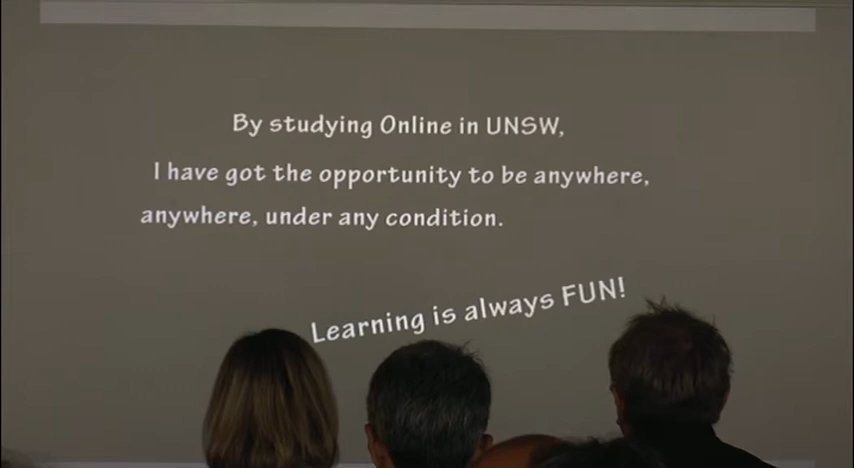 By studying Online in UNSW,
I have got the opportunity to be anywhere,
anywhere, under any condition.
Learning is always FUN!